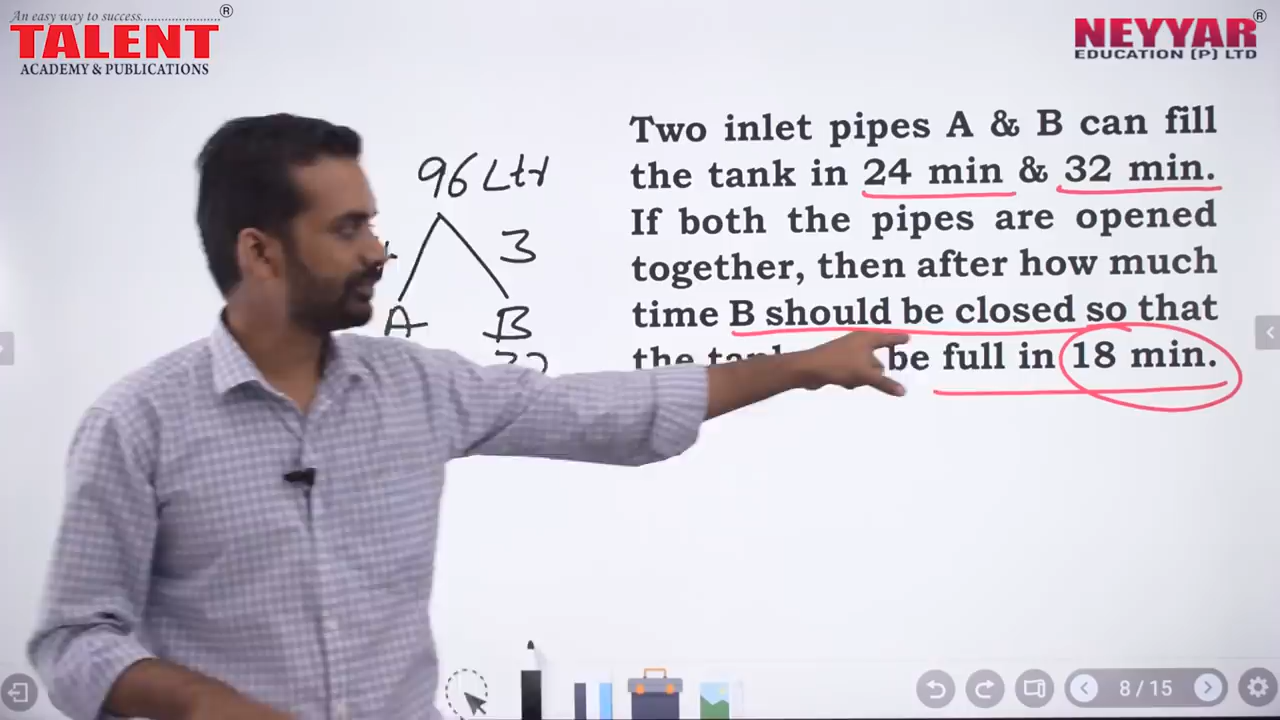 An easy way to success........................
TALENT
ACADEMY & PUBLICATIONS
®
NEYYAR
EDUCATION (P) LTD
®
Two inlet pipes A & B can fill
the tank in 24 min & 32 min.
If both the pipes are opened
together, then after how much
time B should be closed so that
the be full in 18 min.
96 Ltr
3
A B
8 / 15